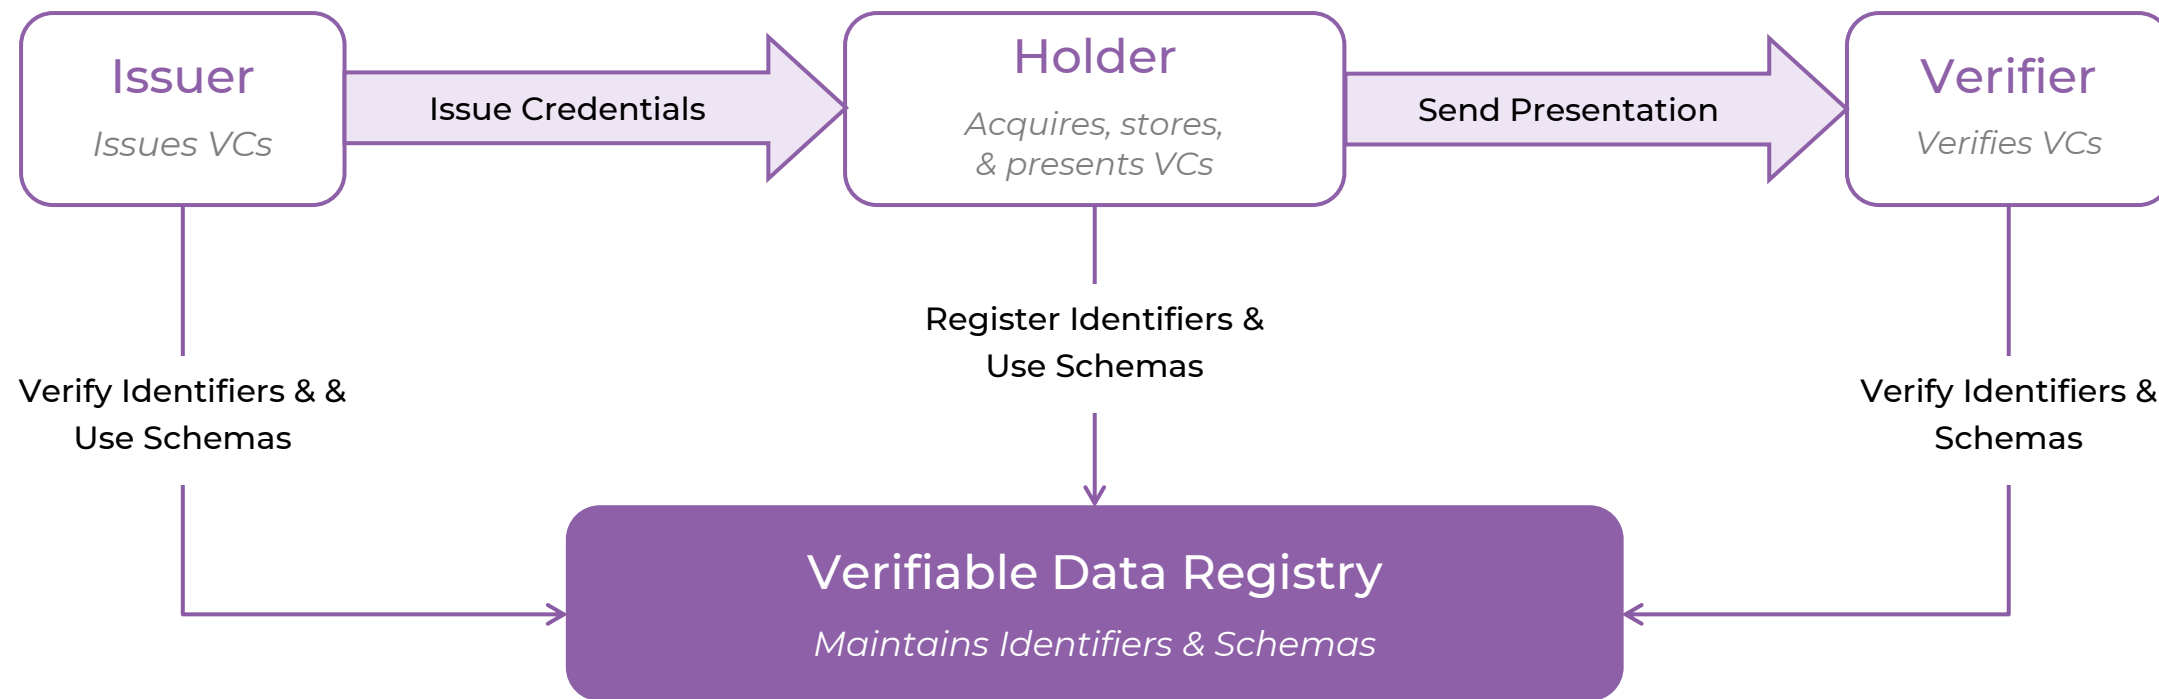 Issuer
Issues VCs
Issue Credentials
Holder
Acquires, stores,
& presents VCs
Send Presentation
Verifier
Verifies VCs
Verify Identifiers & &
Use Schemas
Register Identifiers &
Use Schemas
Verify Identifiers &
Schemas
Verifiable Data Registry
Maintains Identifiers & Schemas